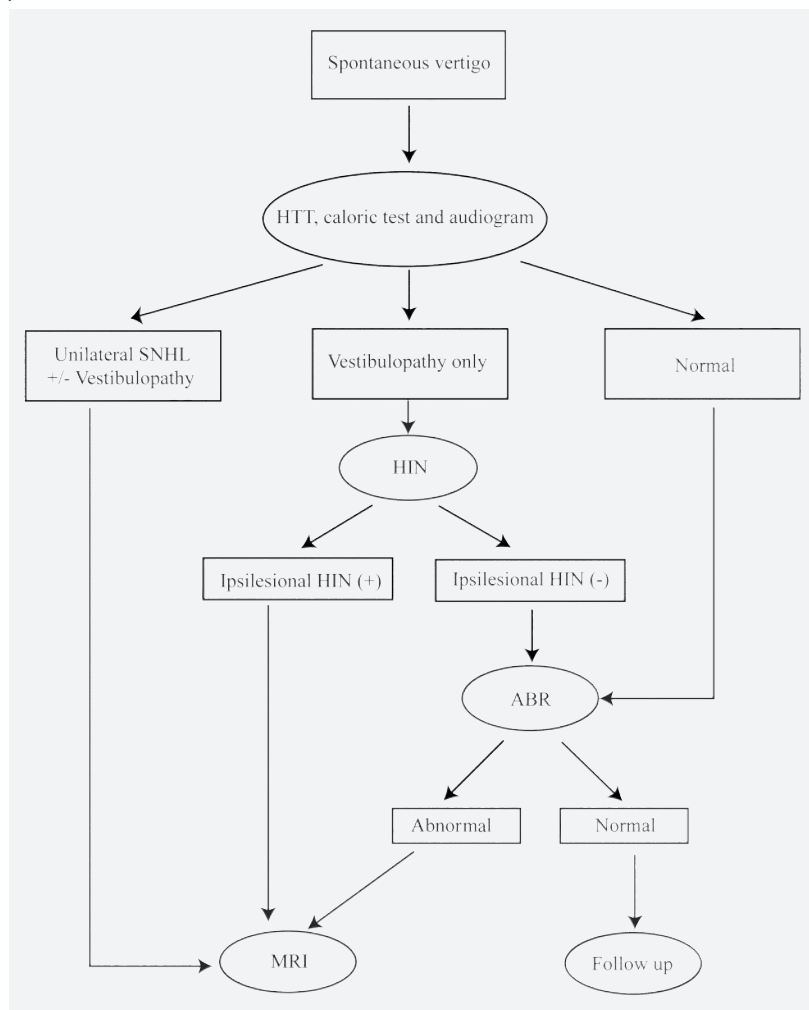 Spontaneous vertigo
HTT, caloric test and audiogram
Unilateral SNHL
+/- Vestibulopathy
Vestibulopathy only
Normal
HIN
Ipsilesional HIN (+)
Ipsilesional HIN (-)
ABR
Abnormal
Normal
MRI
Follow up